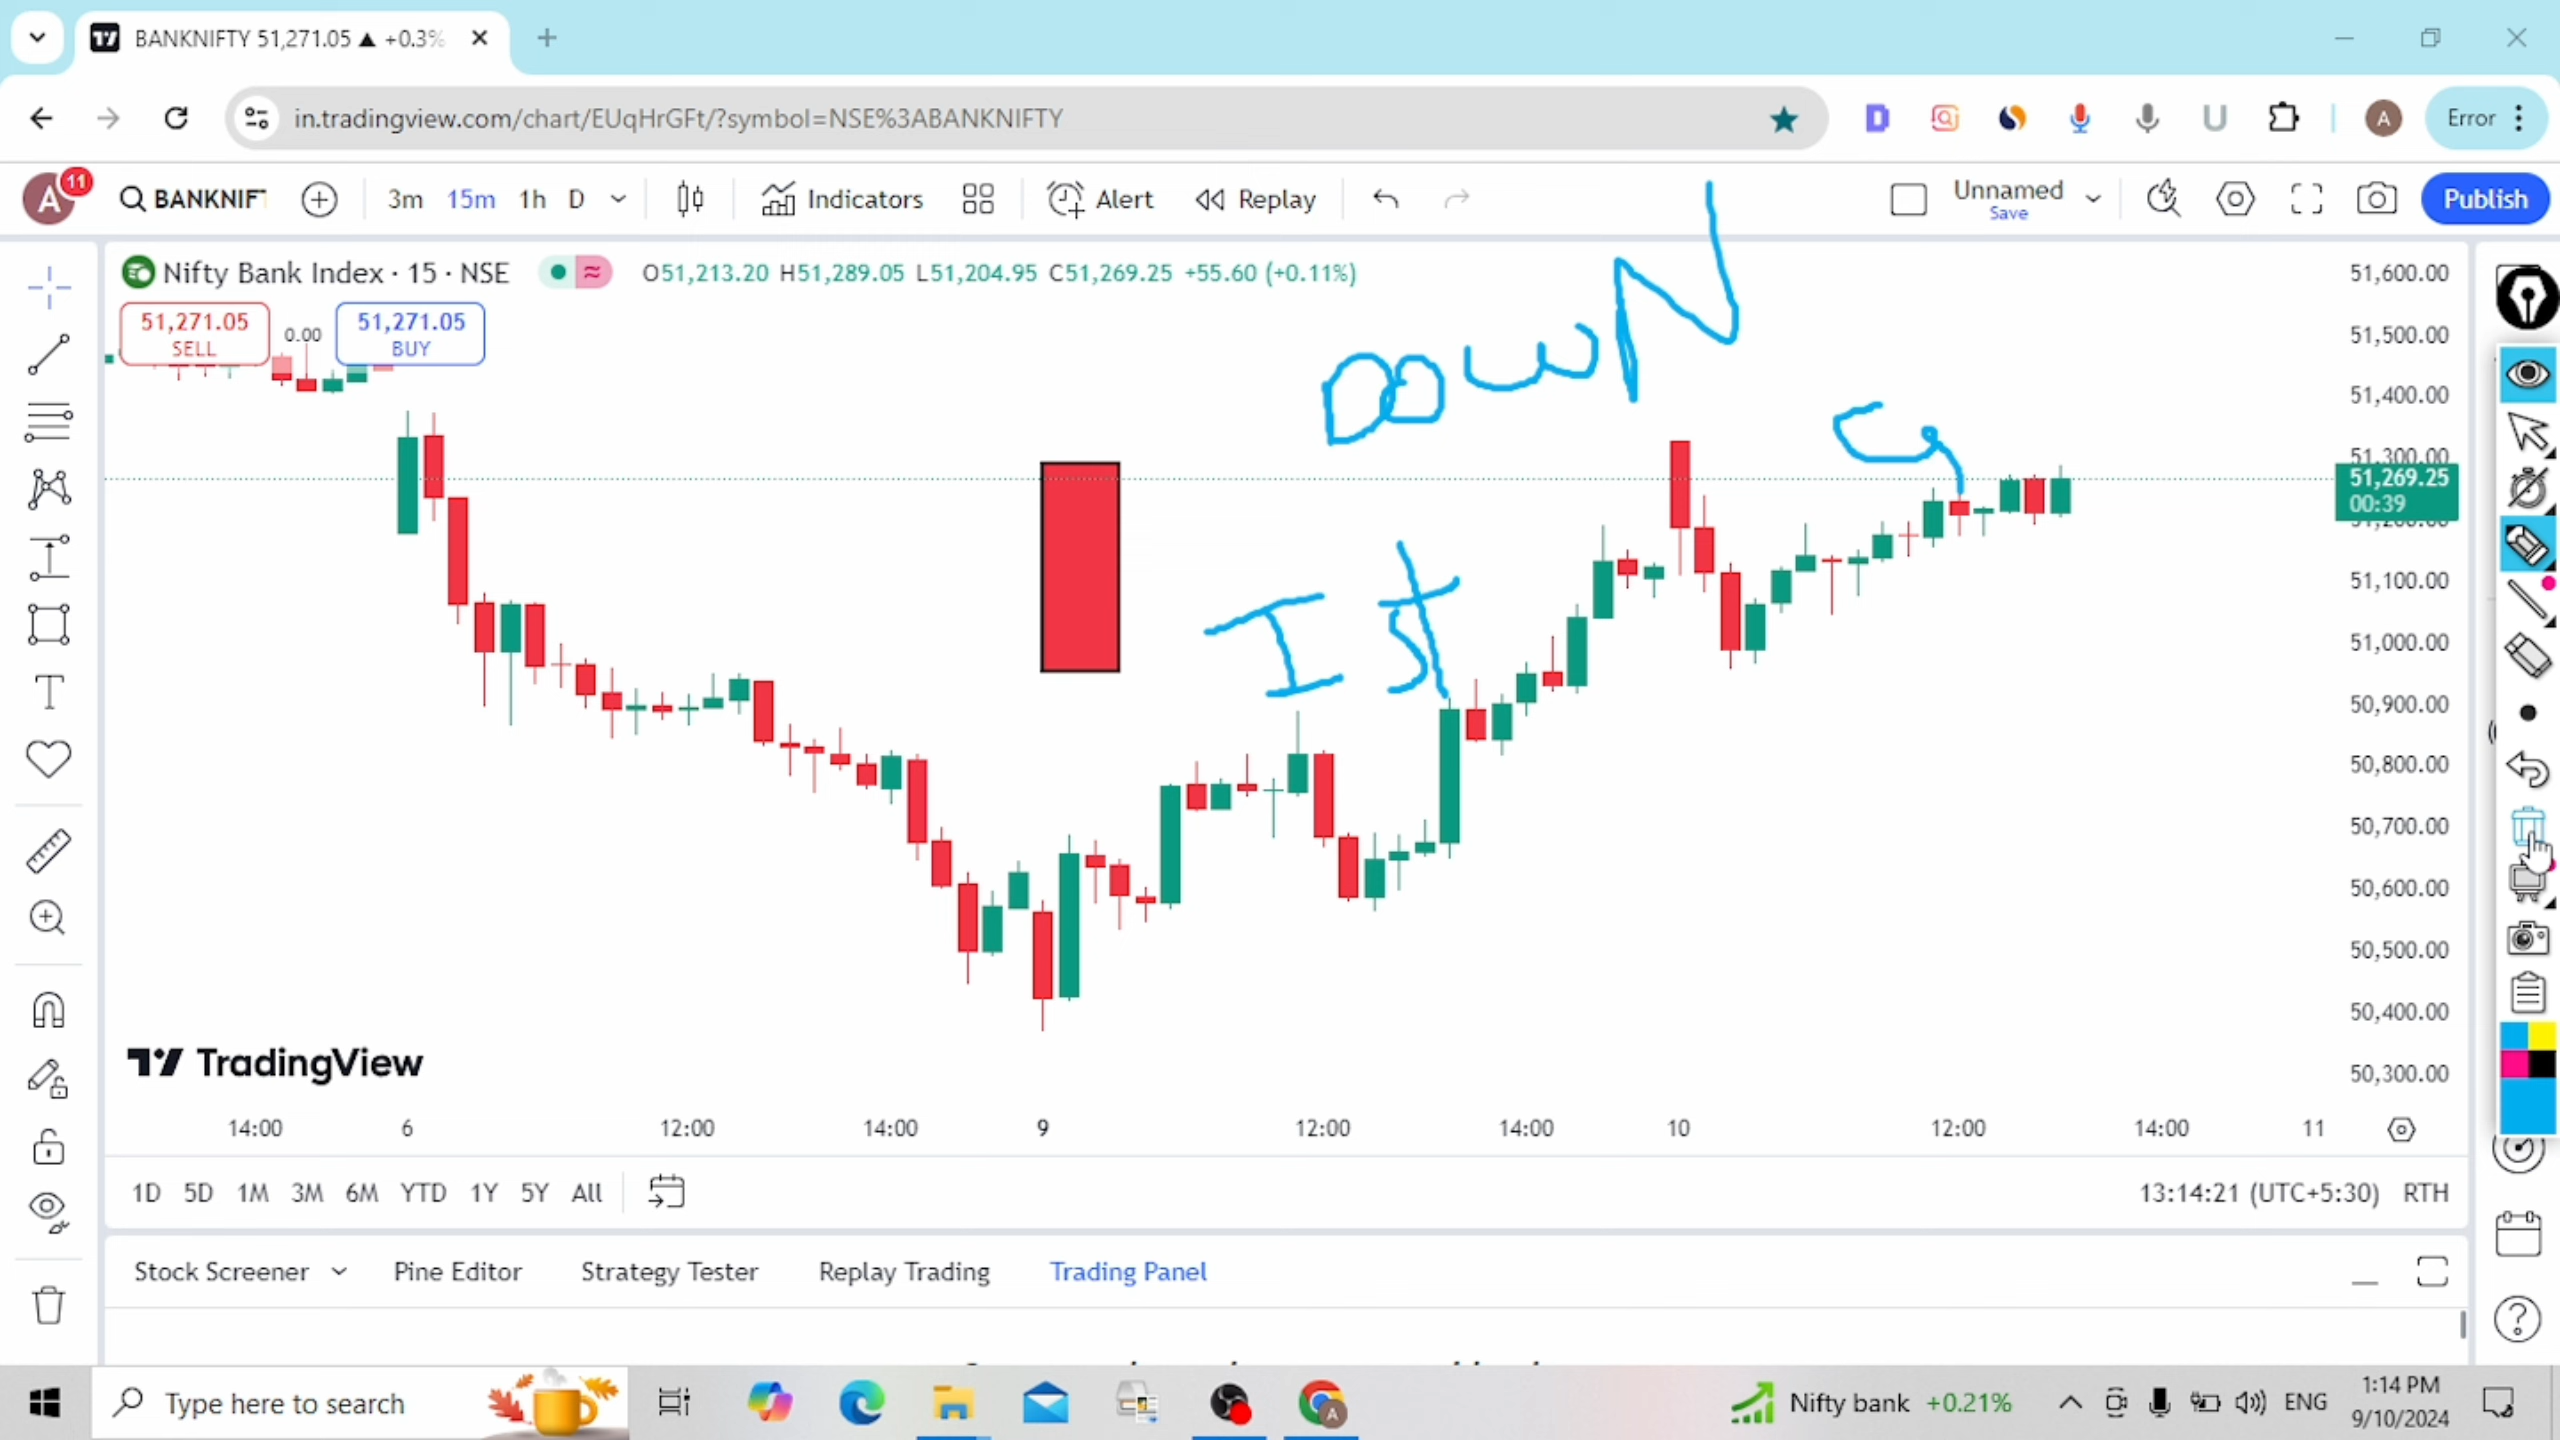 BANKNIFTY 51,271.05 ▲ +0.3%
in.tradingview.com/chart/EUqHrGFt/?symbol=NSE%3ABANKNIFTY
A
Error
A
11
BANKNIF
3m 15m 1h D
Indicators
Alert
Replay
Unnamed
Save
Publish
Nifty Bank Index · 15 · NSE
O51,213.20 H51,289.05 L51,204.95 C51,269.25 +55.60 (+0.11%)
51,271.05
SELL
0.00
51,271.05
BUY
DOWN
Ist
51,600.00
51,500.00
51,400.00
51,300.00
51,269.25
00:39
51,100.00
51,000.00
50,900.00
50,800.00
50,700.00
50,600.00
50,500.00
50,400.00
50,300.00
TradingView
14:00 6 12:00 14:00 9 12:00 14:00 10 12:00 14:00 11
1D 5D 1M 3M 6M YTD 1Y 5Y All
13:14:21 (UTC+5:30) RTH
Stock Screener Pine Editor Strategy Tester Replay Trading Trading Panel
Type here to search
Nifty bank +0.21%
ENG
1:14 PM
9/10/2024